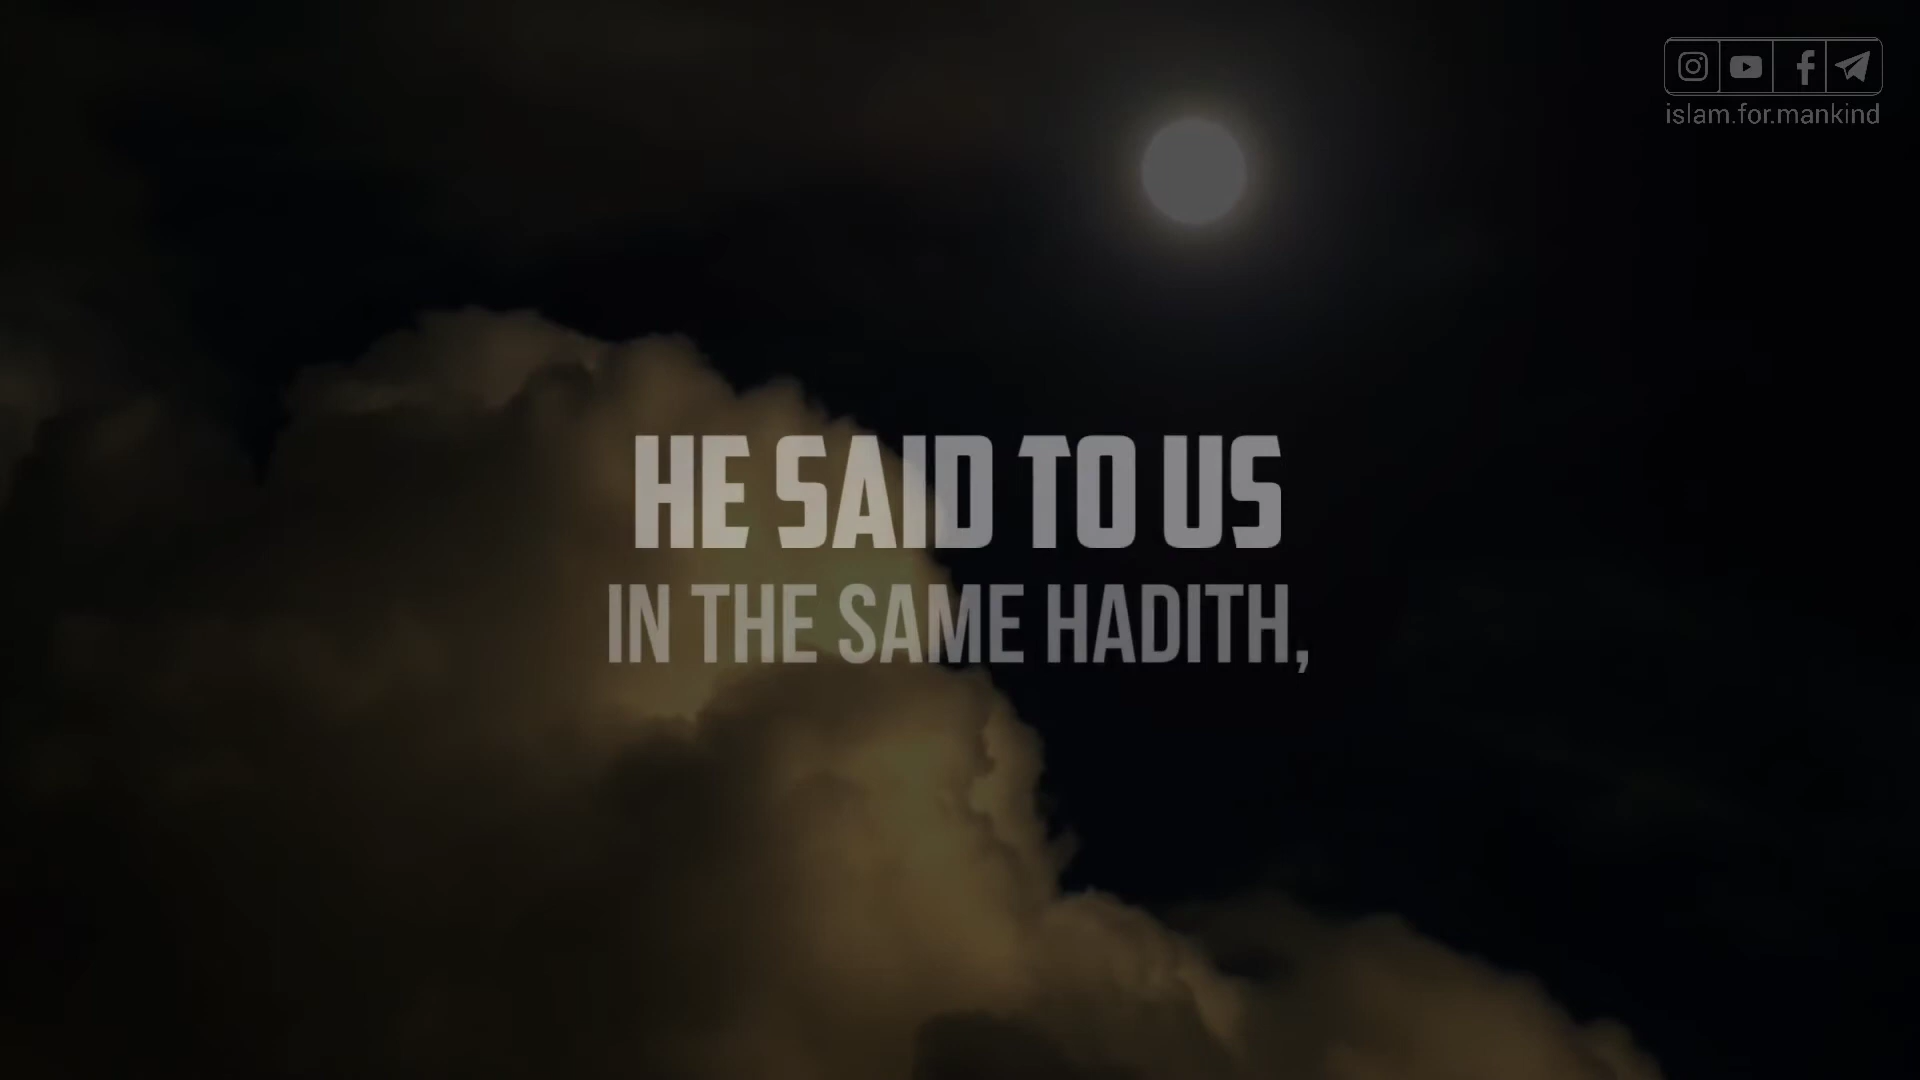 islam.for.mankind
HE SAID TO US
IN THE SAME HADITH,